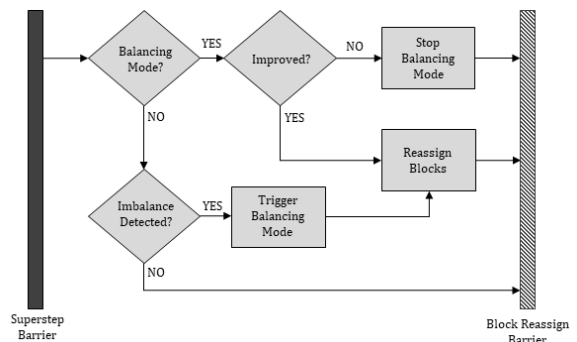 Balancing
Mode?
YES
Improved?
NO
Stop
Balancing
Mode
NO
YES
Reassign
Blocks
Imbalance
Detected?
YES
Trigger
Balancing
Mode
NO
Superstep
Barrier
Block Reassign
Barrier